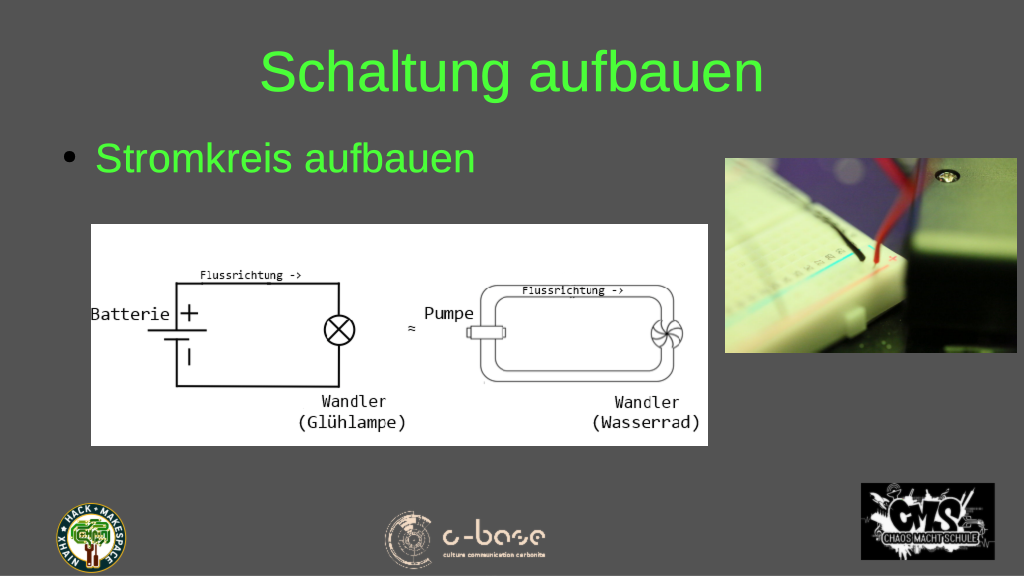 Schaltung aufbauen
• Stromkreis aufbauen
Flussrichtung ->
Batterie +
-
Wandler
(Glühlampe)
≈
Flussrichtung ->
Pumpe
Wandler
(Wasserrad)
XHAIN ★ HACK + MAKESPACE
c-base
culture communication carbonite
CMS
CHAOS MACHT SCHULE